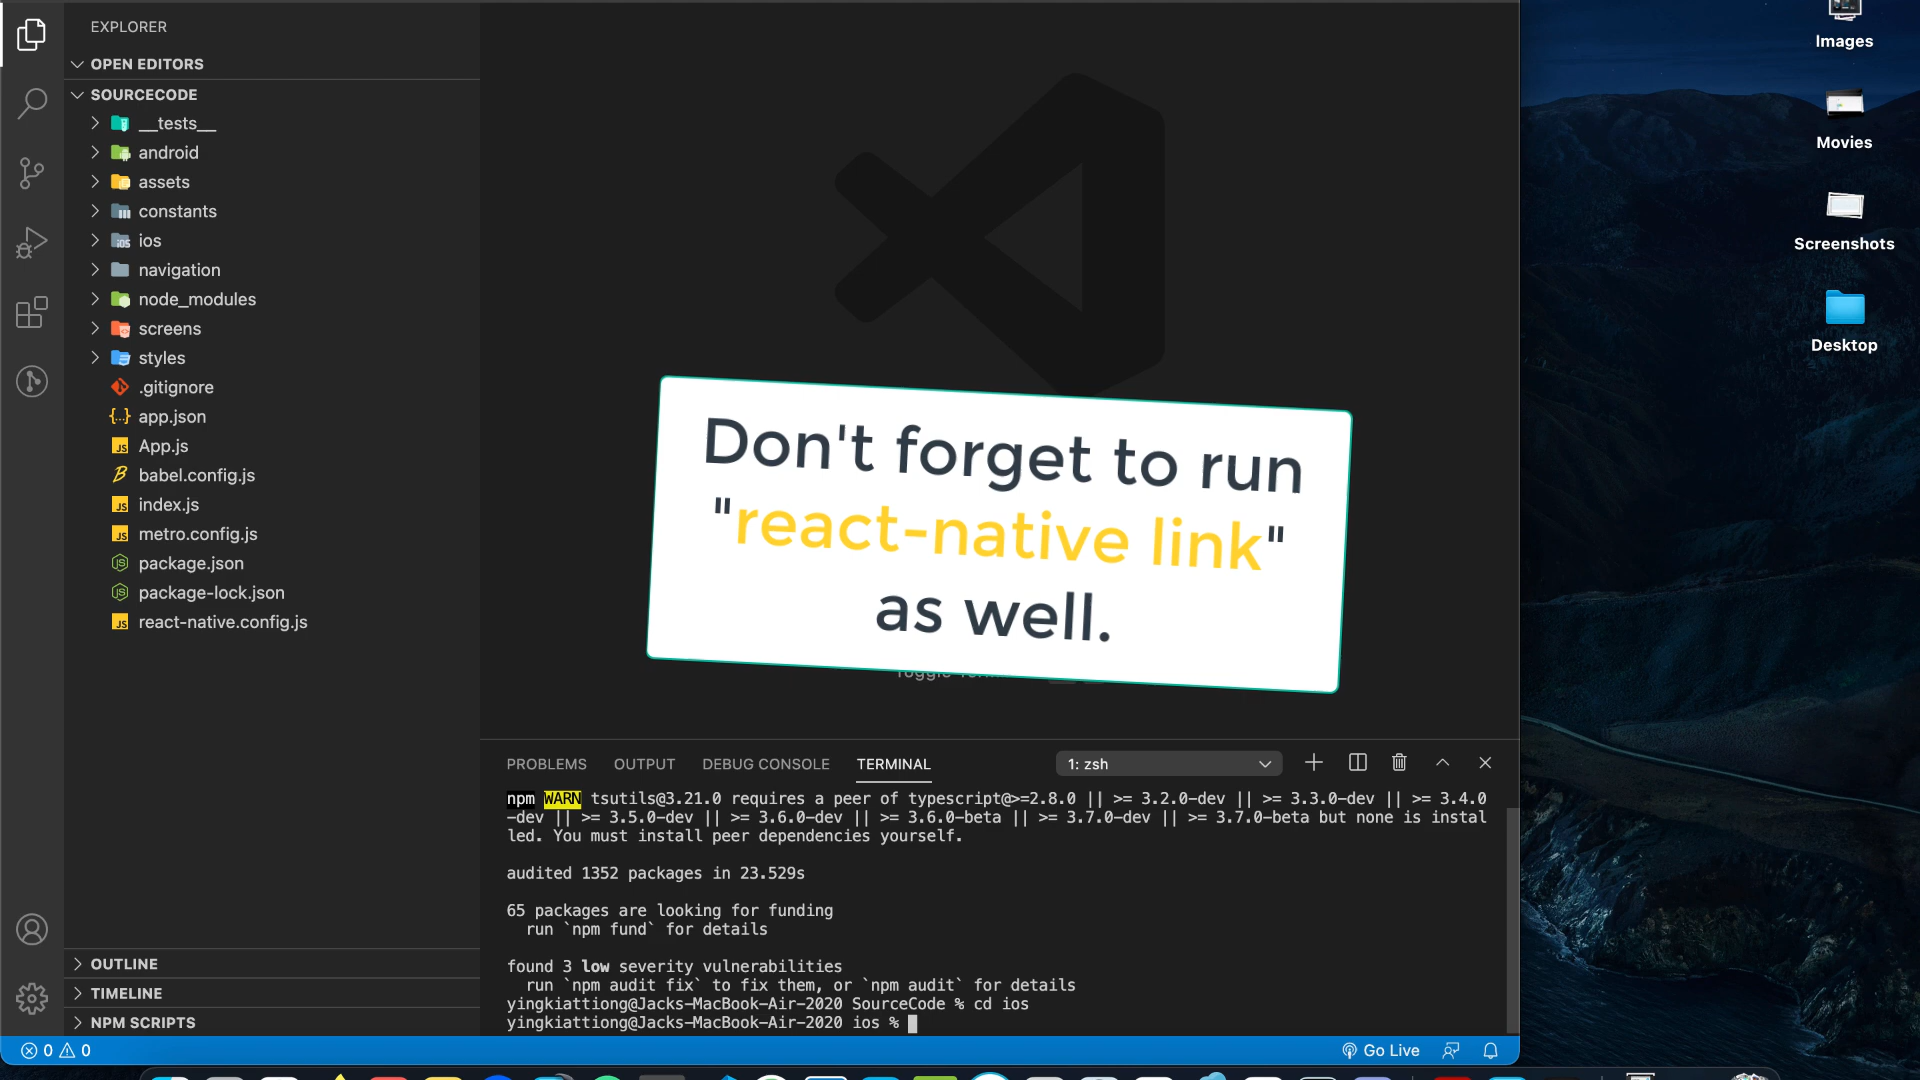 EXPLORER
OPEN EDITORS
SOURCECODE
__tests__
android
assets
constants
ios
navigation
node_modules
screens
styles
.gitignore
app.json
App.js
babel.config.js
index.js
metro.config.js
package.json
package-lock.json
react-native.config.js
OUTLINE
TIMELINE
NPM SCRIPTS
Don't forget to run
"react-native link"
as well.
PROBLEMS OUTPUT DEBUG CONSOLE TERMINAL 1: zsh
npm WARN tsutils@3.21.0 requires a peer of typescript@>=2.8.0 || >= 3.2.0-dev || >= 3.3.0-dev || >= 3.4.0
-dev || >= 3.5.0-dev || >= 3.6.0-dev || >= 3.6.0-beta || >= 3.7.0-dev || >= 3.7.0-beta but none is instal
led. You must install peer dependencies yourself.
audited 1352 packages in 23.529s
65 packages are looking for funding
run `npm fund` for details
found 3 low severity vulnerabilities
run `npm audit fix` to fix them, or `npm audit` for details
yingkiattiong@Jacks-MacBook-Air-2020 SourceCode % cd ios
yingkiattiong@Jacks-MacBook-Air-2020 ios %
0 0
Go Live
Images
Movies
Screenshots
Desktop